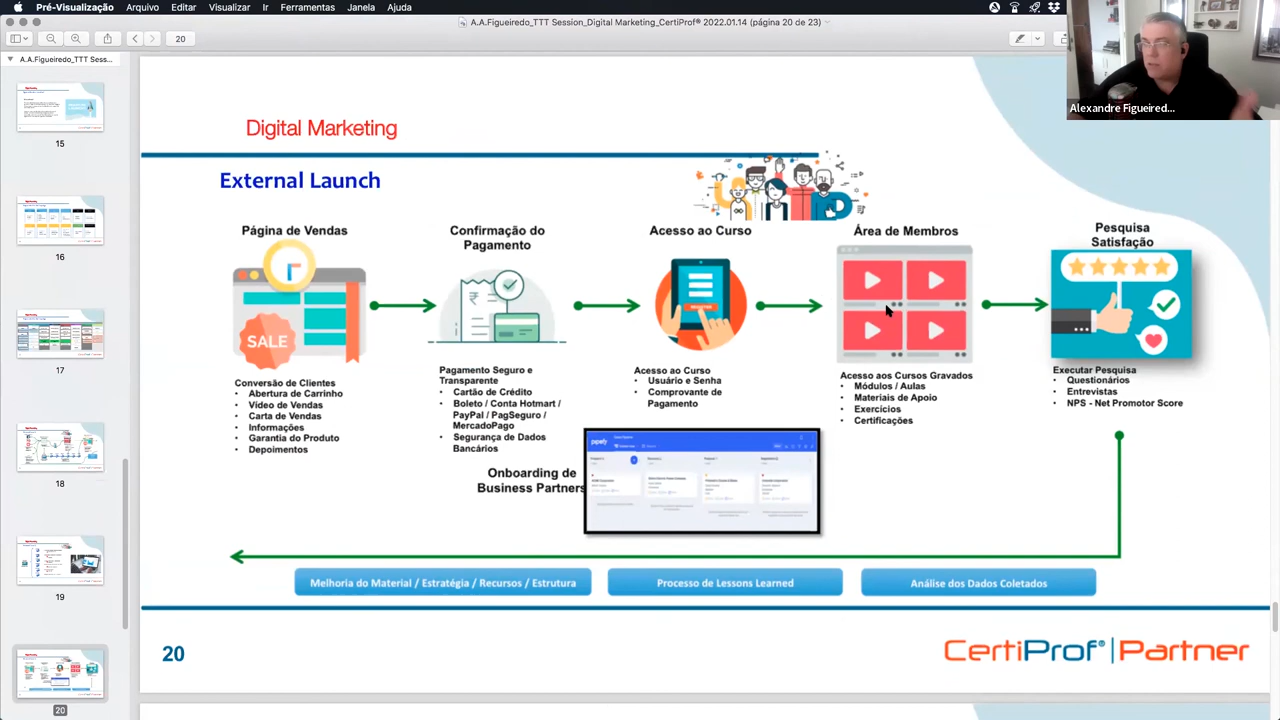 Pré-Visualização Arquivo Editar Visualizar Ir Ferramentas Janela Ajuda
A.A.Figueiredo_TTT Session_Digital Marketing_CertiProf® 2022.01.14 (página 20 de 23)
20
A.A.Figueiredo_TTT Sess...
15
16
17
18
19
20
Alexandre Figueired...
Digital Marketing
External Launch
Página de Vendas
SALE
Conversão de Clientes
• Abertura de Carrinho
• Vídeo de Vendas
• Carta de Vendas
• Informações
• Garantia do Produto
• Depoimentos
Confirmação do
Pagamento
Pagamento Seguro e
Transparente
• Cartão de Crédito
• Boleto / Conta Hotmart /
PayPal / PagSeguro /
MercadoPago
• Segurança de Dados
Bancários
Acesso ao Curso
Acesso ao Curso
• Usuário e Senha
• Comprovante de
Pagamento
Área de Membros
Acesso aos Cursos Gravados
• Módulos / Aulas
• Materiais de Apoio
• Exercícios
• Certificações
Pesquisa
Satisfação
Executar Pesquisa
• Questionários
• Entrevistas
• NPS - Net Promotor Score
Onboarding de
Business Partners
pipefy
Melhoria do Material / Estratégia / Recursos / Estrutura
Processo de Lessons Learned
Análise dos Dados Coletados
20
CertiProf® | Partner